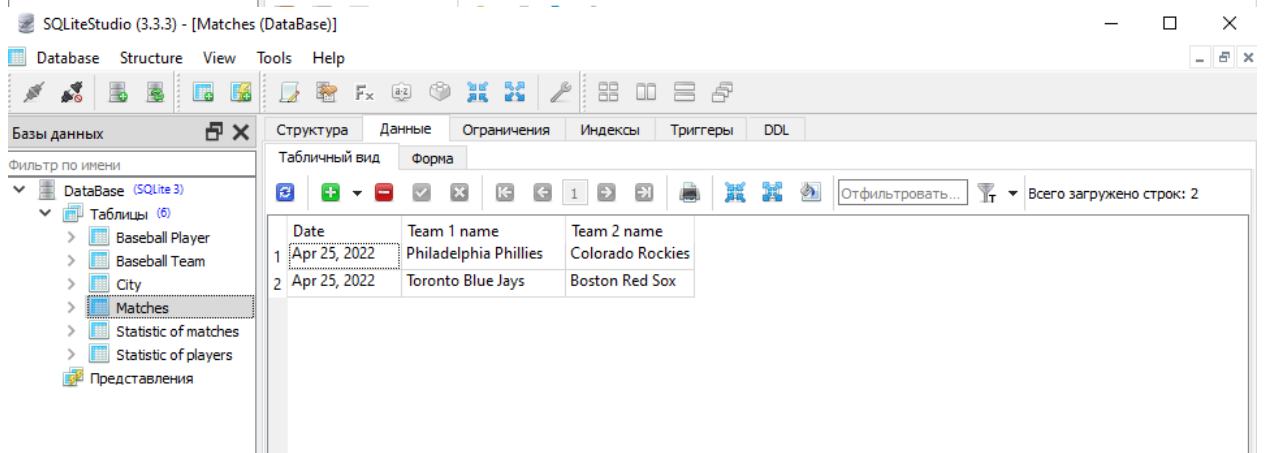 SQLiteStudio (3.3.3) - [Matches (DataBase)]
Database Structure View Tools Help
Базы данных
Фильтр по имени
DataBase (SQLite 3)
Таблицы (6)
Baseball Player
Baseball Team
City
Matches
Statistic of matches
Statistic of players
Представления
Структура Данные Ограничения Индексы Триггеры DDL
Табличный вид Форма
1 Отфильтровать... T Всего загружено строк: 2
Date Team 1 name Team 2 name
1 Apr 25, 2022 Philadelphia Phillies Colorado Rockies
2 Apr 25, 2022 Toronto Blue Jays Boston Red Sox